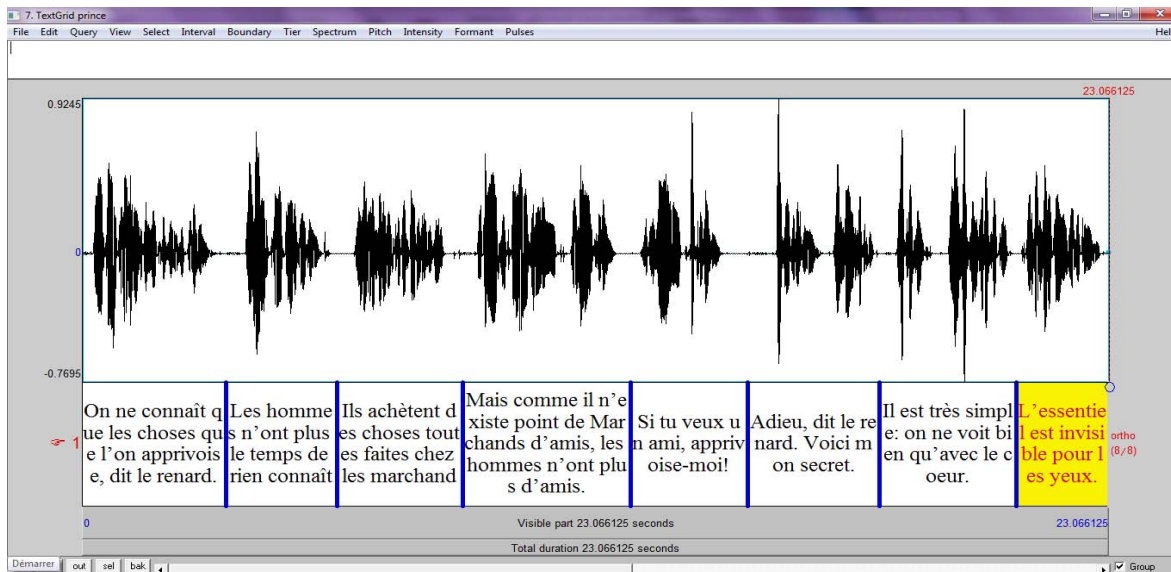 7. TextGrid prince
File Edit Query View Select Interval Boundary Tier Spectrum Pitch Intensity Formant Pulses Hel
23.066125
0.9245
0
-0.7695
On ne connaît q
ue les choses qu
e l’on apprivois
e, dit le renard.
Les homme
s n’ont plus
le temps de
rien connaît
Ils achètent d
es choses tout
es faites chez
les marchand
Mais comme il n’e
xiste point de Mar
chands d’amis, les
hommes n’ont plu
s d’amis.
Si tu veux u
n ami, appriv
oise-moi!
Adieu, dit le re
nard. Voici m
on secret.
Il est très simpl
e: on ne voit bi
en qu’avec le c
oeur.
L’essentie
l est invisi
ble pour l
es yeux.
1
ortho
(8/8)
0 Visible part 23.066125 seconds 23.066125
Total duration 23.066125 seconds
Démarrer out sel bak Group